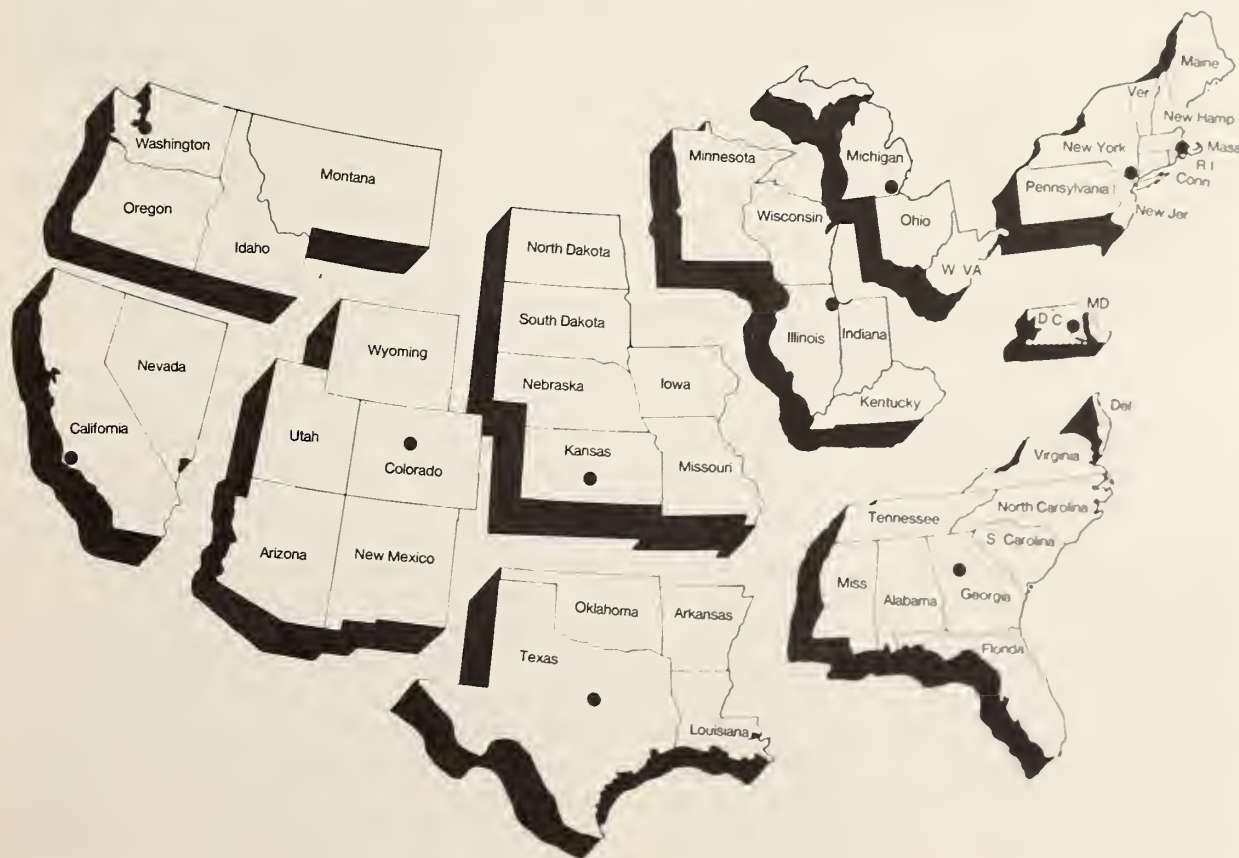 Maine
Ver
New Hamp
Washington
Minnesota
Michigan
New York
Mass
R I
Montana
Conn
Pennsylvania
Oregon
Wisconsin
Ohio
New Jer
Idaho
North Dakota
W VA
MD
D C
South Dakota
Illinois
Indiana
Wyoming
Nevada
Nebraska
Iowa
Kentucky
Del
California
Utah
Colorado
Kansas
Missouri
Virginia
North Carolina
Tennessee
S Carolina
Arizona
New Mexico
Miss
Alabama
Georgia
Oklahoma
Arkansas
Florida
Texas
Louisiana